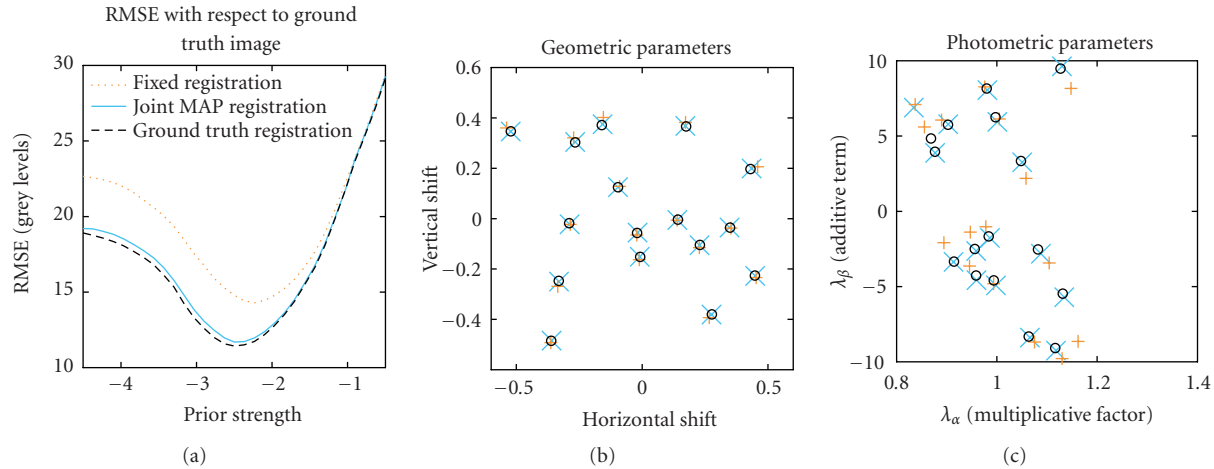 RMSE with respect to ground
truth image
30
25
20
15
10
RMSE (grey levels)
Fixed registration
Joint MAP registration
Ground truth registration
−4
−3
−2
−1
Prior strength
(a)
Geometric parameters
0.6
0.4
0.2
0
−0.2
−0.4
Vertical shift
−0.5
0
0.5
Horizontal shift
(b)
Photometric parameters
10
5
0
−5
−10
λβ (additive term)
0.8
1
1.2
1.4
λα (multiplicative factor)
(c)